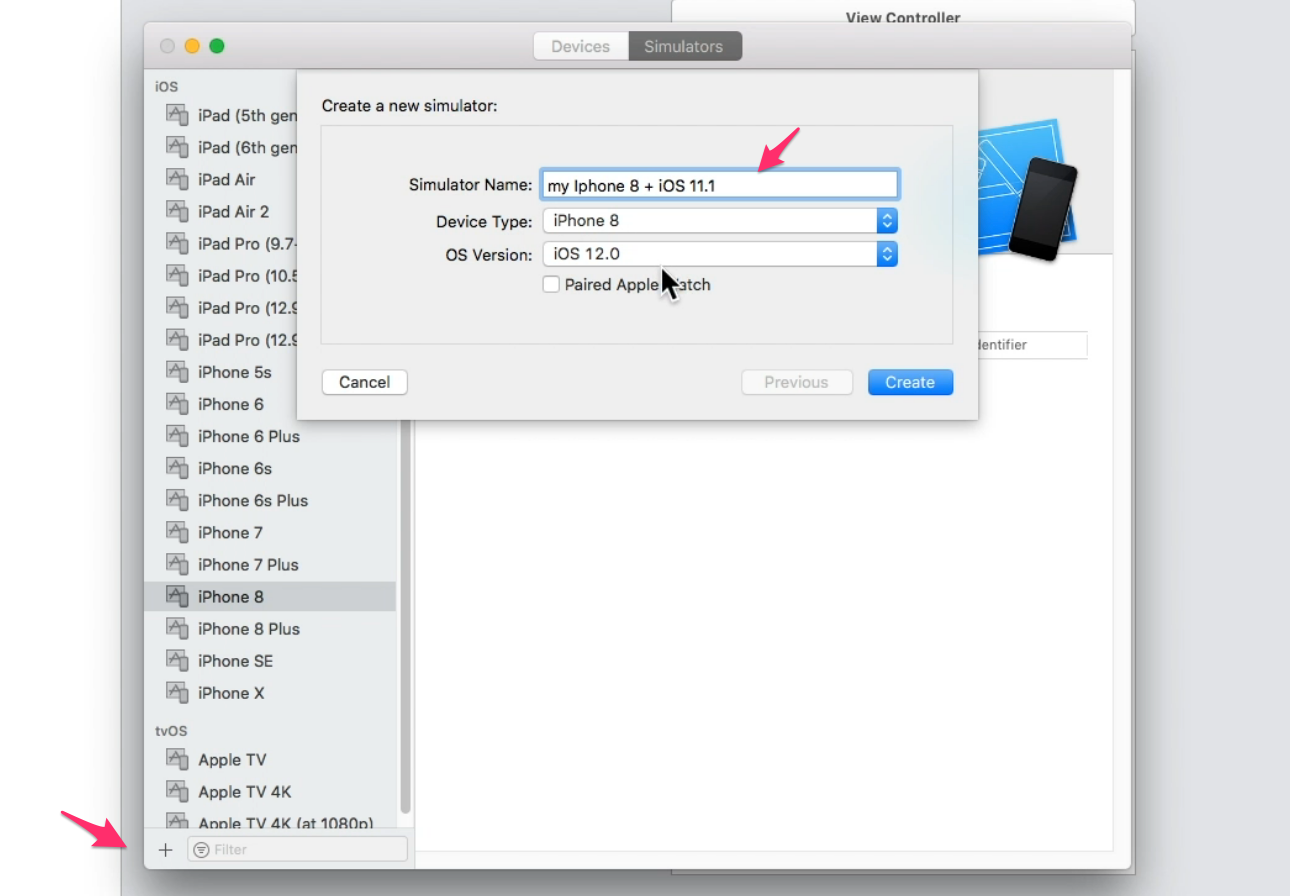 View Controller
Devices
Simulators
iOS
iPad (5th gen
iPad (6th gen
iPad Air
iPad Air 2
iPad Pro (9.7-
iPad Pro (10.5
iPad Pro (12.9
iPad Pro (12.9
iPhone 5s
iPhone 6
iPhone 6 Plus
iPhone 6s
iPhone 6s Plus
iPhone 7
iPhone 7 Plus
iPhone 8
iPhone 8 Plus
iPhone SE
iPhone X
tvOS
Apple TV
Apple TV 4K
Apple TV 4K (at 1080p)
Filter
Create a new simulator:
Simulator Name: my Iphone 8 + iOS 11.1
Device Type: iPhone 8
OS Version: iOS 12.0
Paired Apple Watch
Cancel
Previous
Create
dentifier